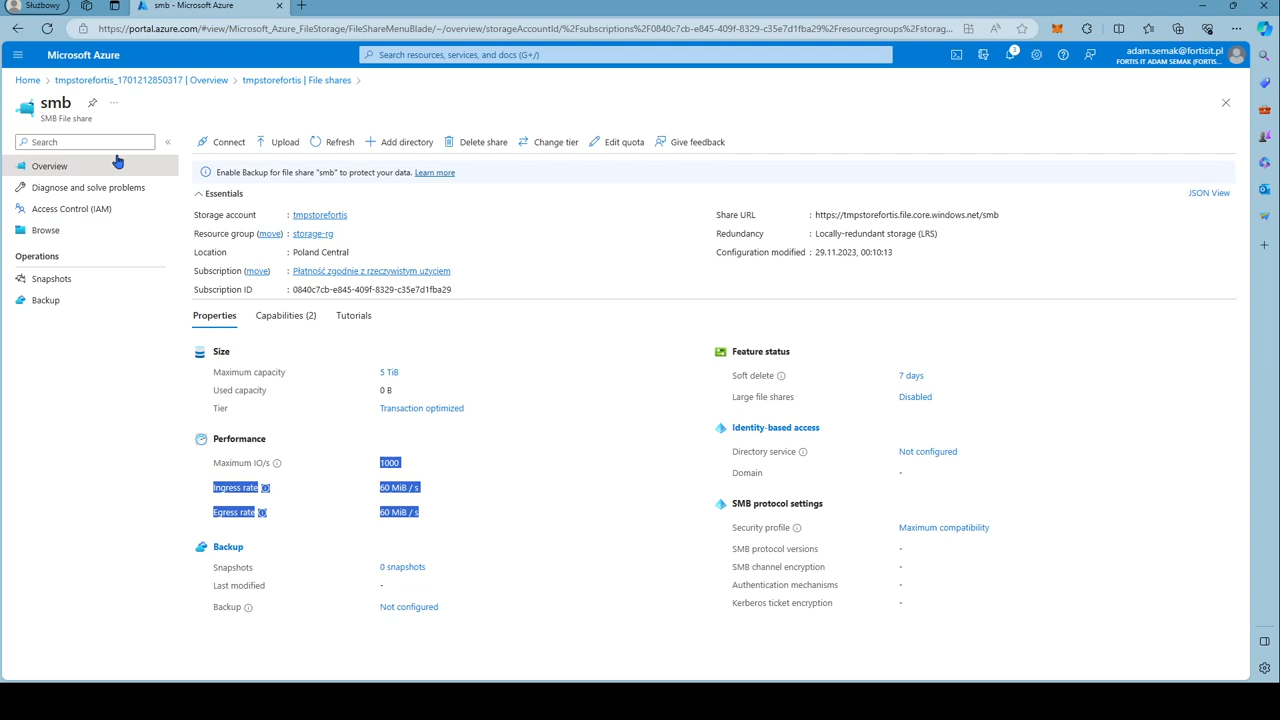 Służbowy
smb - Microsoft Azure
https://portal.azure.com/#view/Microsoft_Azure_FileStorage/FileShareMenuBlade/~/overview/storageAccountId/%2Fsubscriptions%2F0840c7cb-e845-409f-8329-c35e7d1fba29%2Fresourcegroups%2Fstorag...
Microsoft Azure
Search resources, services, and docs (G+/)
3
adam.semak@fortisit.pl
FORTIS IT ADAM SEMAK (FORTIS...
Home > tmpstorefortis_1701212850317 | Overview > tmpstorefortis | File shares >
smb
SMB File share
Search
Overview
Diagnose and solve problems
Access Control (IAM)
Browse
Operations
Snapshots
Backup
Connect Upload Refresh Add directory Delete share Change tier Edit quota Give feedback
Enable Backup for file share "smb" to protect your data. Learn more
Essentials
JSON View
Storage account : tmpstorefortis
Resource group (move) : storage-rg
Location : Poland Central
Subscription (move) : Płatność zgodnie z rzeczywistym użyciem
Subscription ID : 0840c7cb-e845-409f-8329-c35e7d1fba29
Share URL : https://tmpstorefortis.file.core.windows.net/smb
Redundancy : Locally-redundant storage (LRS)
Configuration modified : 29.11.2023, 00:10:13
Properties Capabilities (2) Tutorials
Size
Maximum capacity 5 TiB
Used capacity 0 B
Tier Transaction optimized
Performance
Maximum IO/s 1000
Ingress rate 60 MiB / s
Egress rate 60 MiB / s
Backup
Snapshots 0 snapshots
Last modified -
Backup Not configured
Feature status
Soft delete 7 days
Large file shares Disabled
Identity-based access
Directory service Not configured
Domain -
SMB protocol settings
Security profile Maximum compatibility
SMB protocol versions -
SMB channel encryption -
Authentication mechanisms -
Kerberos ticket encryption -